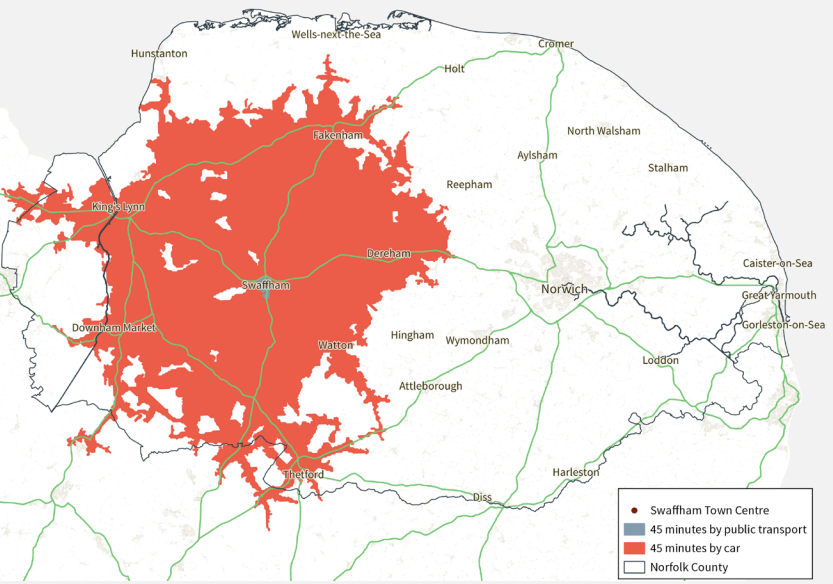 Wells-next-the-Sea
Cromer
Hunstanton
Holt
Fakenham
North Walsham
Aylsham
Stalham
Reepham
King's Lynn
Dereham
Caister-on-Sea
Swaffham
Norwich
Great Yarmouth
Downham Market
Gorleston-on-Sea
Hingham
Wymondham
Watton
Loddon
Attleborough
Thetford
Harleston
Diss
Swaffham Town Centre
45 minutes by public transport
45 minutes by car
Norfolk County